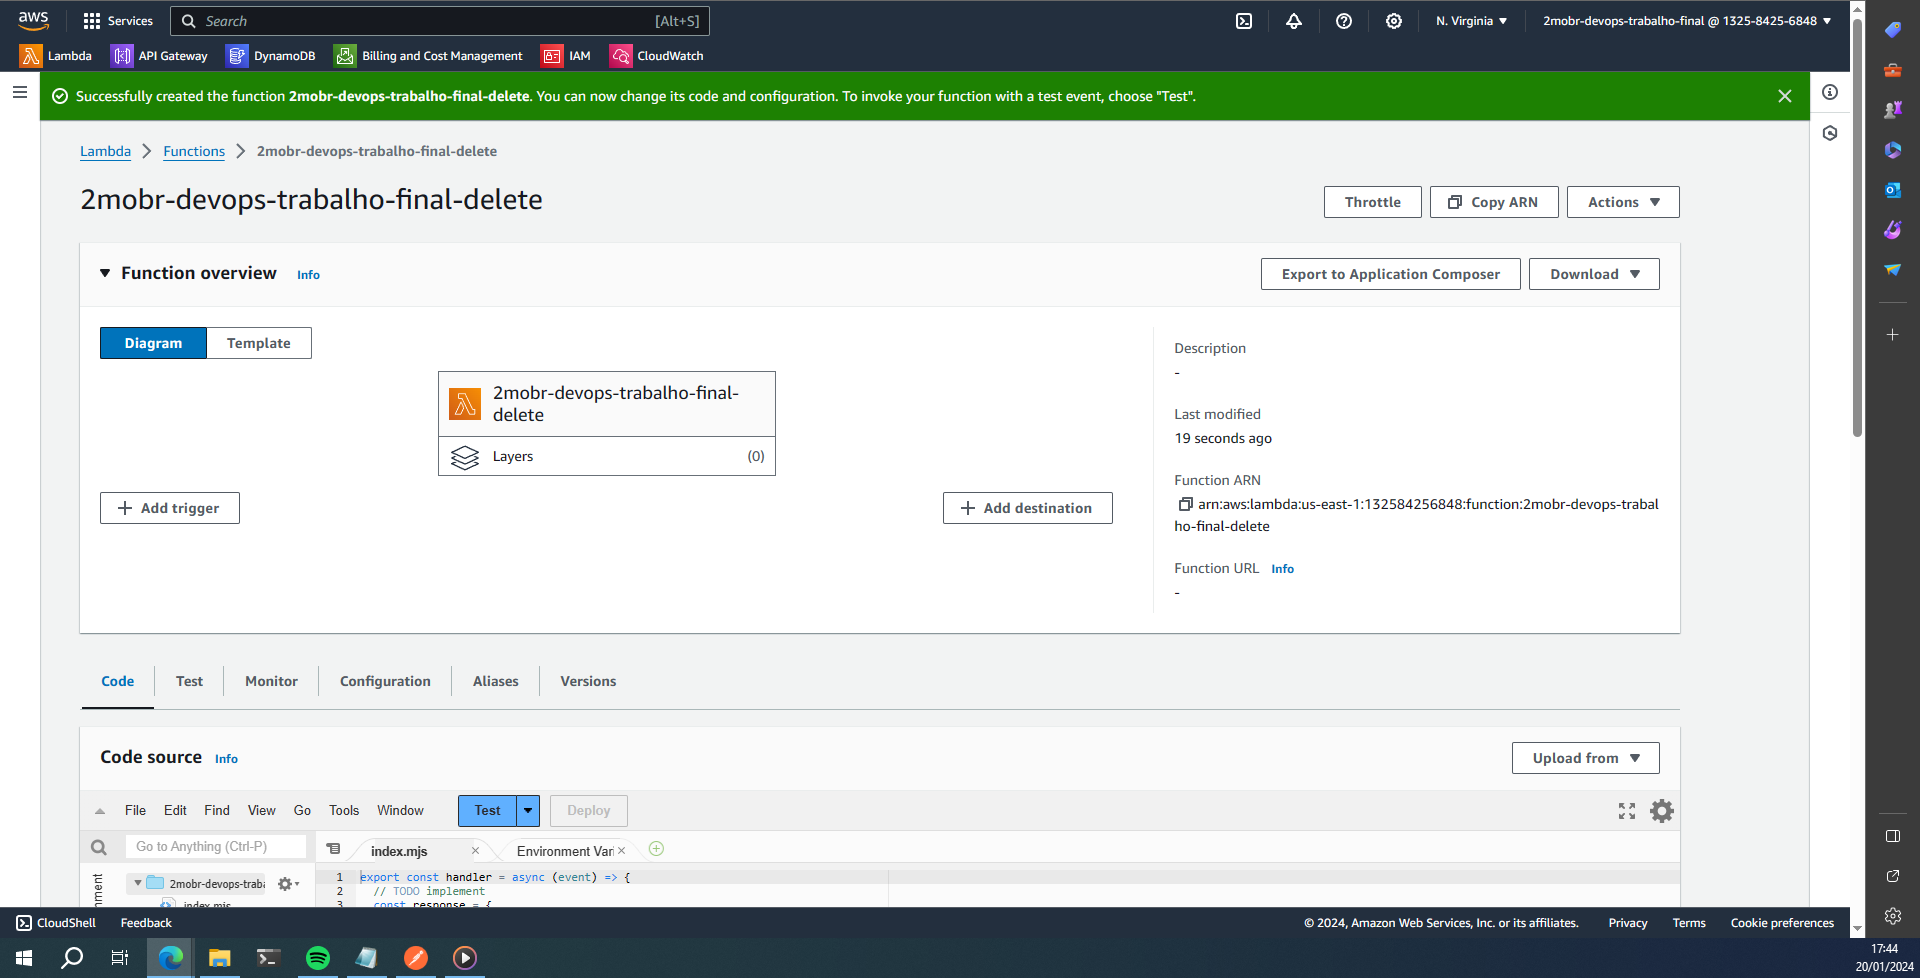 aws
Services
Search
[Alt+S]
N. Virginia
2mobr-devops-trabalho-final @ 1325-8425-6848
Lambda
API Gateway
DynamoDB
Billing and Cost Management
IAM
CloudWatch
Successfully created the function 2mobr-devops-trabalho-final-delete. You can now change its code and configuration. To invoke your function with a test event, choose "Test".
Lambda
Functions
2mobr-devops-trabalho-final-delete
2mobr-devops-trabalho-final-delete
Throttle
Copy ARN
Actions
Function overview
Info
Export to Application Composer
Download
Diagram
Template
2mobr-devops-trabalho-final-
delete
Layers
(0)
Add trigger
Add destination
Description
-
Last modified
19 seconds ago
Function ARN
arn:aws:lambda:us-east-1:132584256848:function:2mobr-devops-trabal
ho-final-delete
Function URL
Info
-
Code
Test
Monitor
Configuration
Aliases
Versions
Code source
Info
Upload from
File
Edit
Find
View
Go
Tools
Window
Test
Deploy
Go to Anything (Ctrl-P)
index.mjs
Environment Vari
2mobr-devops-traba
index.mjs
1 export const handler = async (event) => {
2 // TODO implement
3 const response = {
CloudShell
Feedback
© 2024, Amazon Web Services, Inc. or its affiliates.
Privacy
Terms
Cookie preferences
17:44
20/01/2024